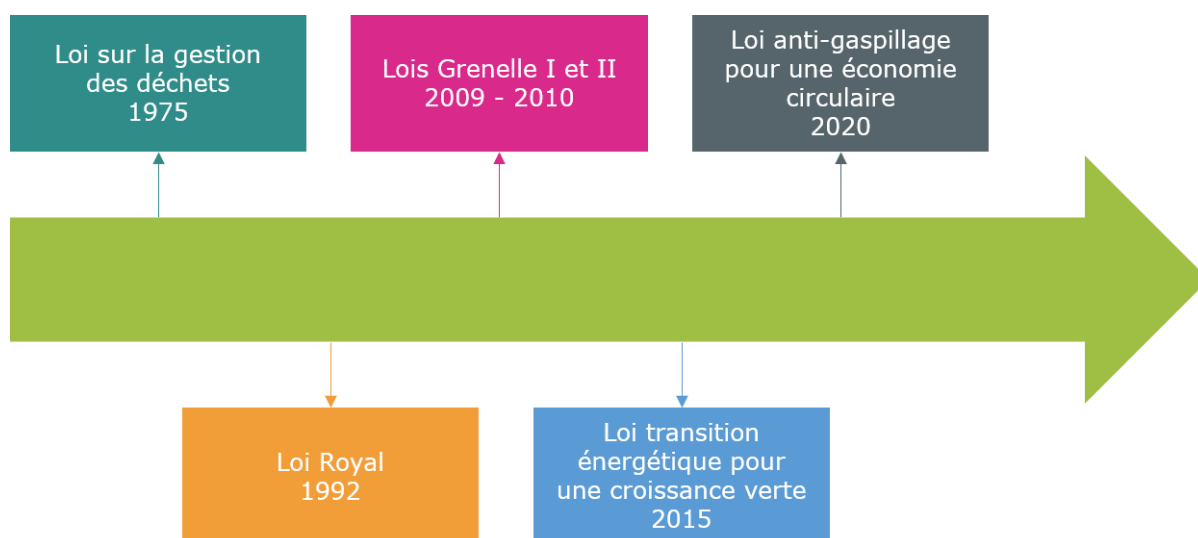 Loi sur la gestion
des déchets
1975
Lois Grenelle I et II
2009 - 2010
Loi anti-gaspillage
pour une économie
circulaire
2020
Loi Royal
1992
Loi transition
énergétique pour
une croissance verte
2015